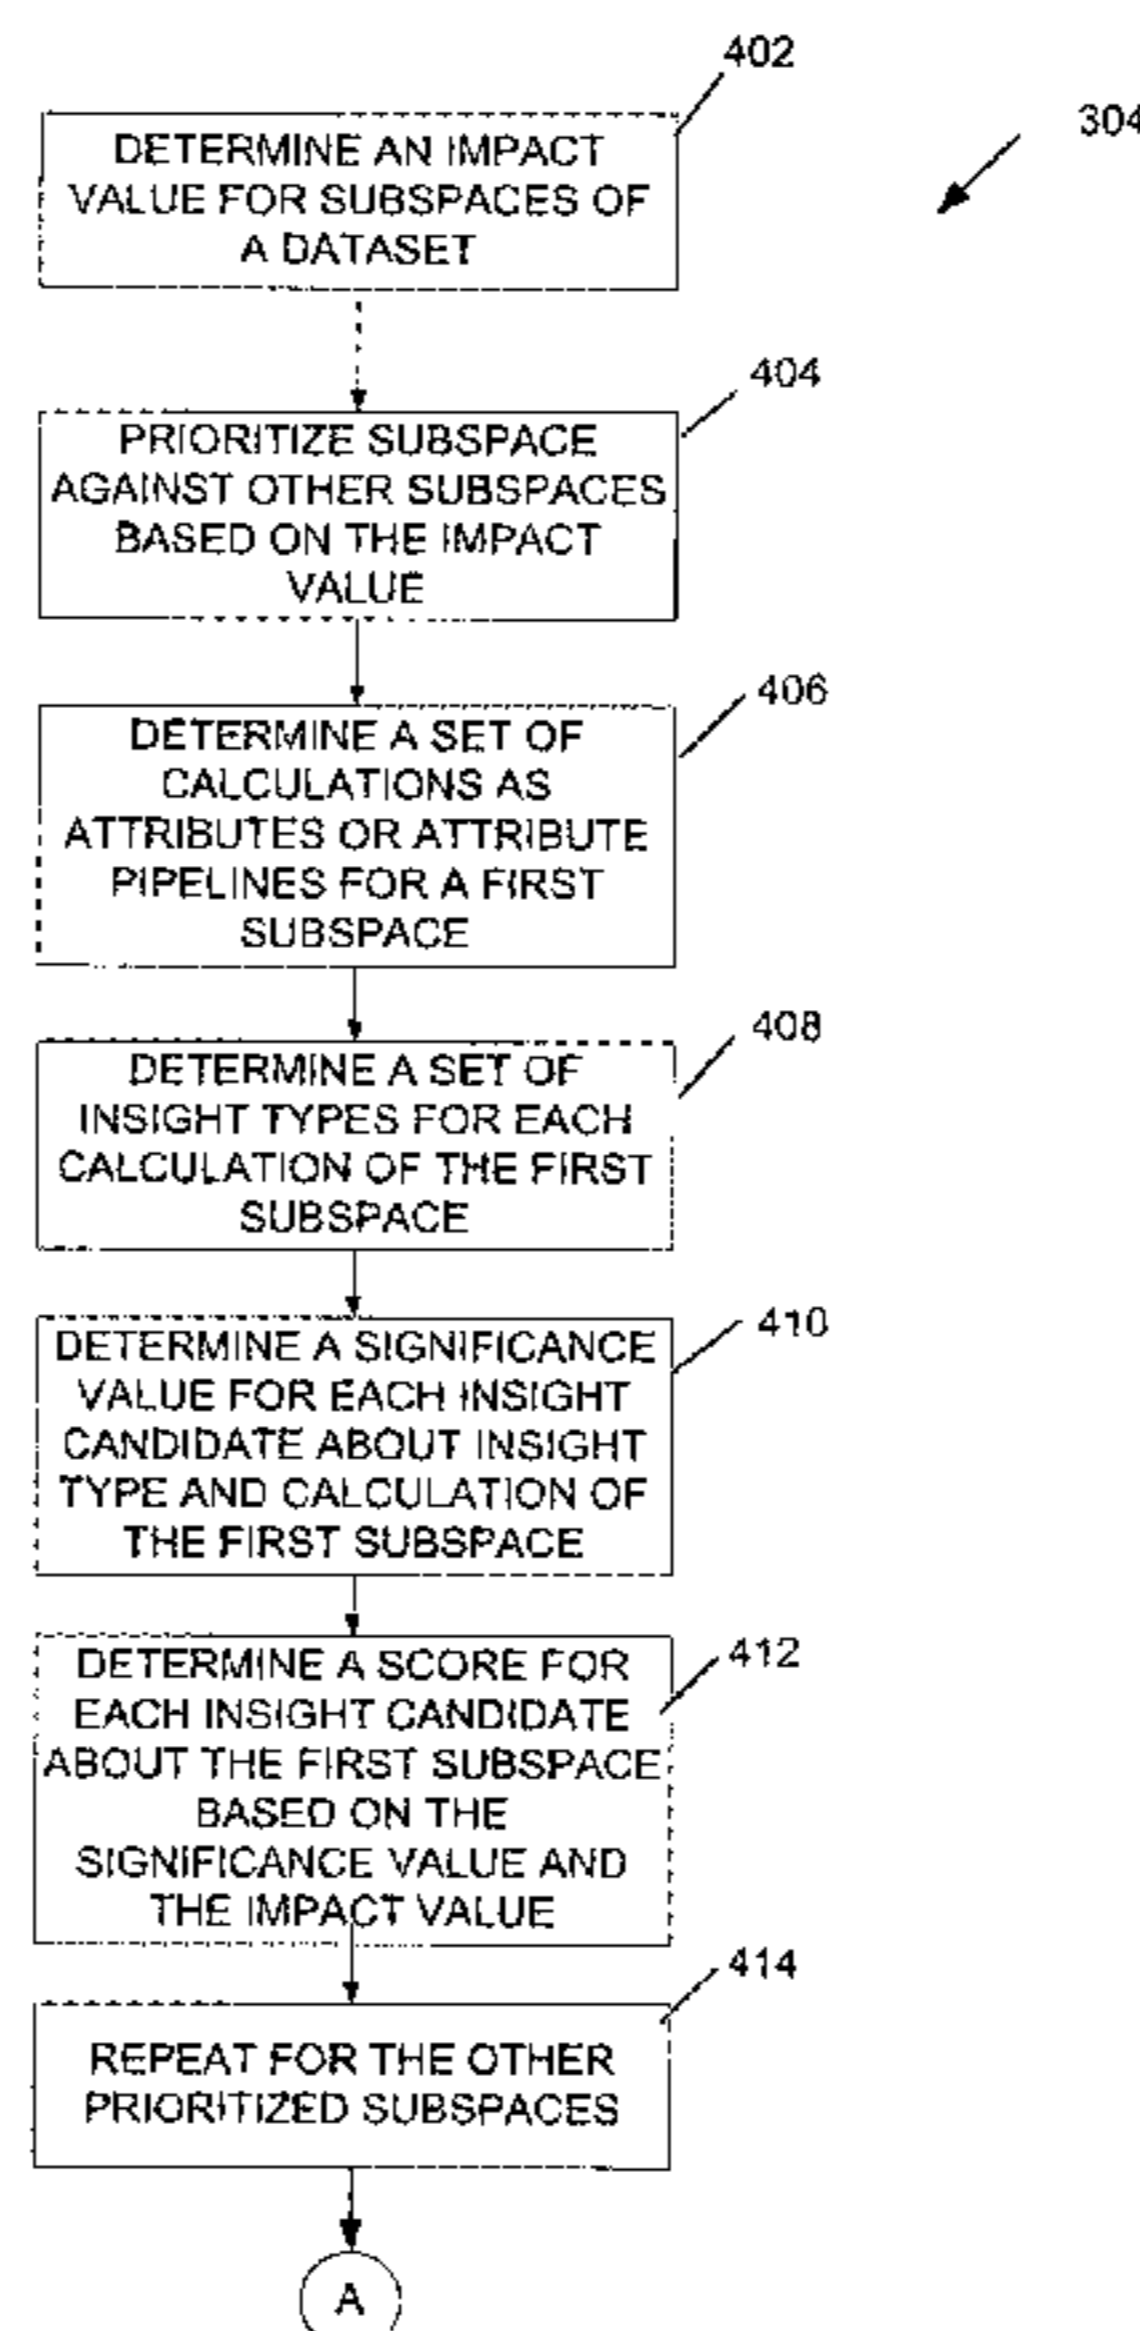 402
304
DETERMINE AN IMPACT
VALUE FOR SUBSPACES OF
A DATASET
404
PRIORITIZE SUBSPACE
AGAINST OTHER SUBSPACES
BASED ON THE IMPACT
VALUE
406
DETERMINE A SET OF
CALCULATIONS AS
ATTRIBUTES OR ATTRIBUTE
PIPELINES FOR A FIRST
SUBSPACE
408
DETERMINE A SET OF
INSIGHT TYPES FOR EACH
CALCULATION OF THE FIRST
SUBSPACE
410
DETERMINE A SIGNIFICANCE
VALUE FOR EACH INSIGHT
CANDIDATE ABOUT INSIGHT
TYPE AND CALCULATION OF
THE FIRST SUBSPACE
412
DETERMINE A SCORE FOR
EACH INSIGHT CANDIDATE
ABOUT THE FIRST SUBSPACE
BASED ON THE
SIGNIFICANCE VALUE AND
THE IMPACT VALUE
414
REPEAT FOR THE OTHER
PRIORITIZED SUBSPACES
A